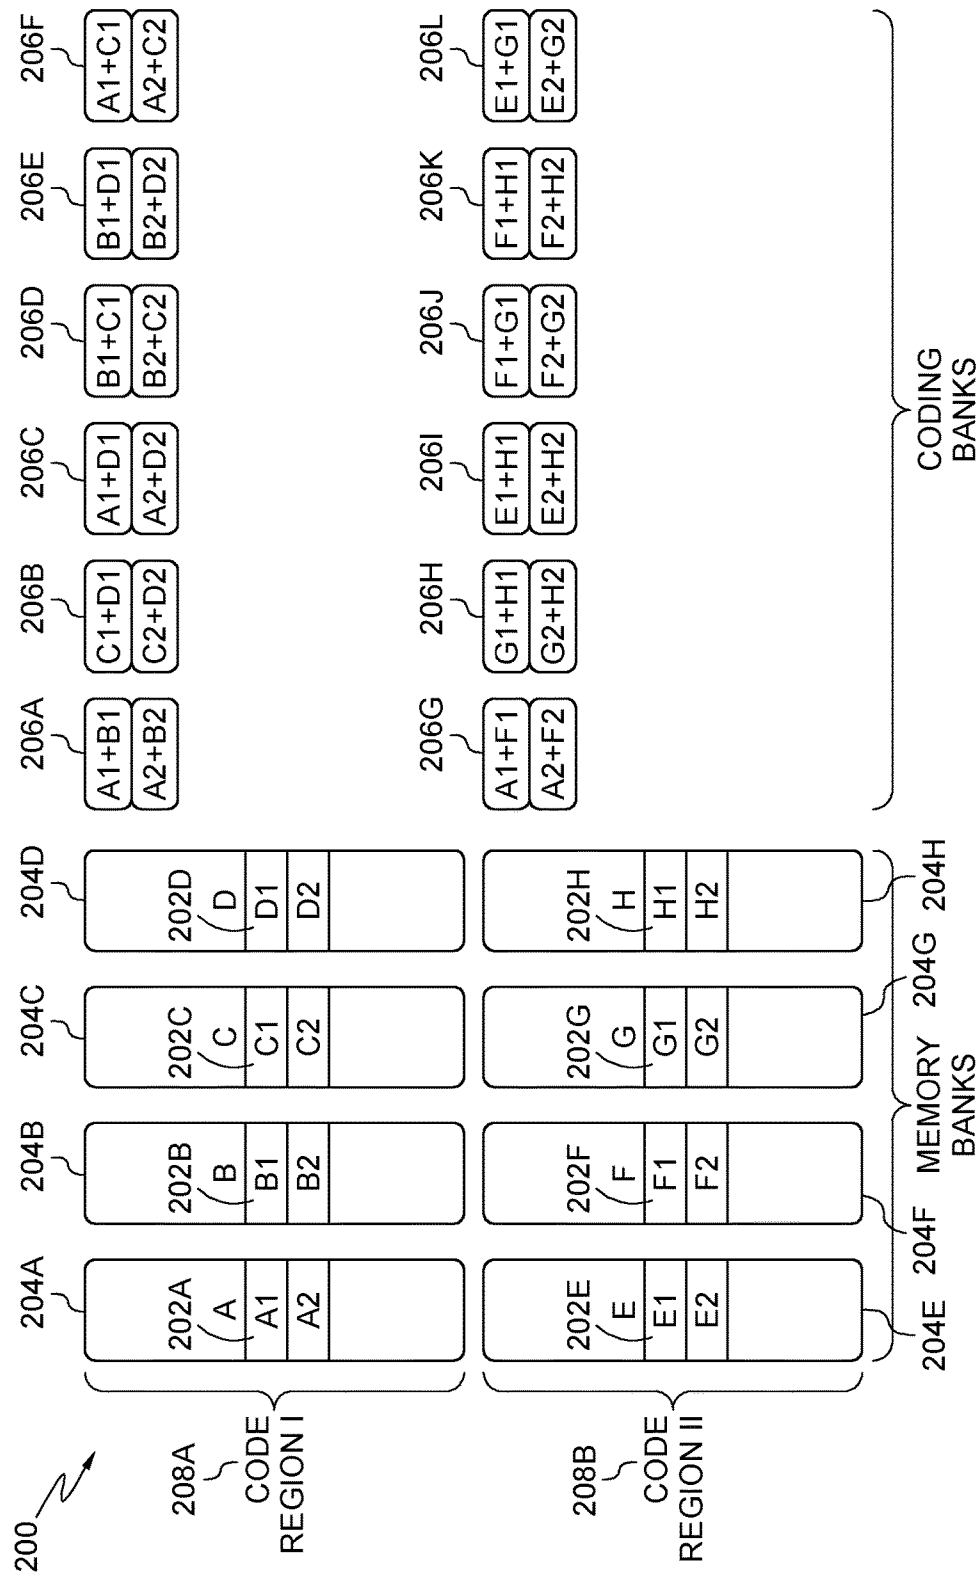 200
208A
CODE
REGION I
204A
204B
204C
204D
202A
A
A1
A2
202B
B
B1
B2
202C
C
C1
C2
202D
D
D1
D2
206A
A1+B1
A2+B2
206B
C1+D1
C2+D2
206C
A1+D1
A2+D2
206D
B1+C1
B2+C2
206E
B1+D1
B2+D2
206F
A1+C1
A2+C2
208B
CODE
REGION II
202E
E
E1
E2
202F
F
F1
F2
202G
G
G1
G2
202H
H
H1
H2
204E
204F
204G
204H
206G
A1+F1
A2+F2
206H
G1+H1
G2+H2
206I
E1+H1
E2+H2
206J
F1+G1
F2+G2
206K
F1+H1
F2+H2
206L
E1+G1
E2+G2
MEMORY
BANKS
CODING
BANKS